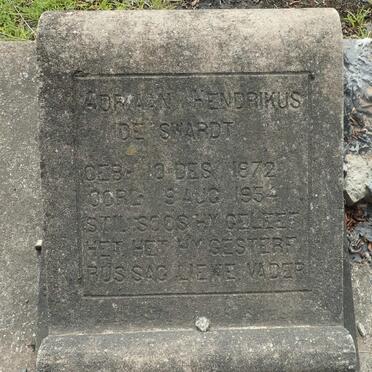 ADRIAAN HENDRIKUS
DE SWARDT
GEB. 10 DES. 1872
OORL. 9 AUG. 1954
STIL SOOS HY GELEEF
HET HET HY GESTERF
RUS SAG LIEWE VADER